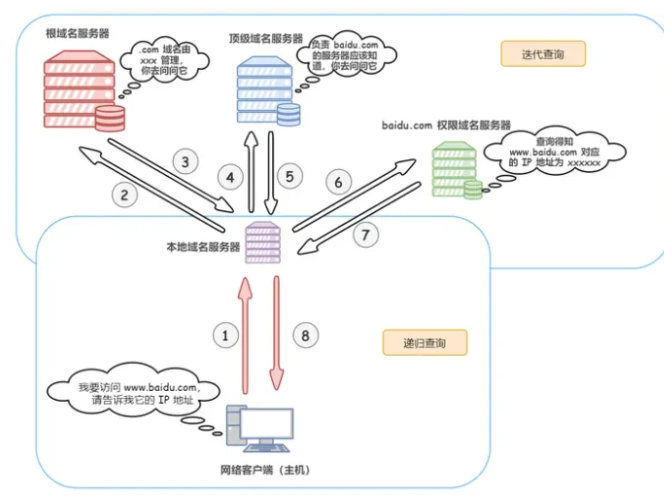 根域名服务器
.com 域名由
xxx 管理,
你去问问它
顶级域名服务器
负责 baidu.com
的服务器应该知
道，你去问问它
迭代查询
baidu.com 权限域名服务器
查询得知
www.baidu.com 对应
的 IP 地址为 xxxxxx
3
2
4
5
6
7
本地域名服务器
1
8
递归查询
我要访问 www.baidu.com,
请告诉我它的 IP 地址
网络客户端（主机）